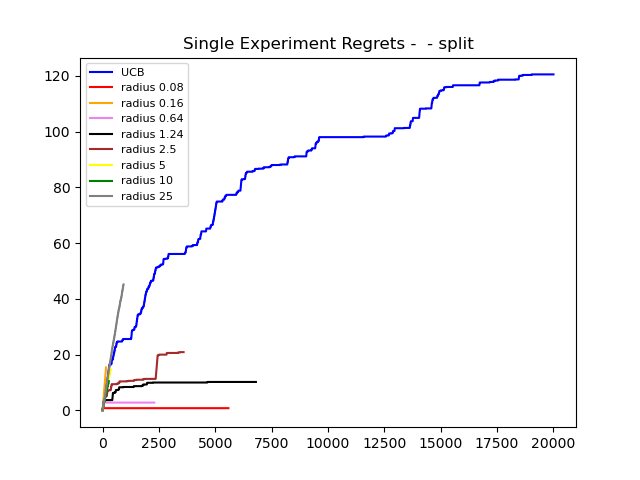 Single Experiment Regrets -  - split
UCB
radius 0.08
radius 0.16
radius 0.64
radius 1.24
radius 2.5
radius 5
radius 10
radius 25
120
100
80
60
40
20
0
0 2500 5000 7500 10000 12500 15000 17500 20000